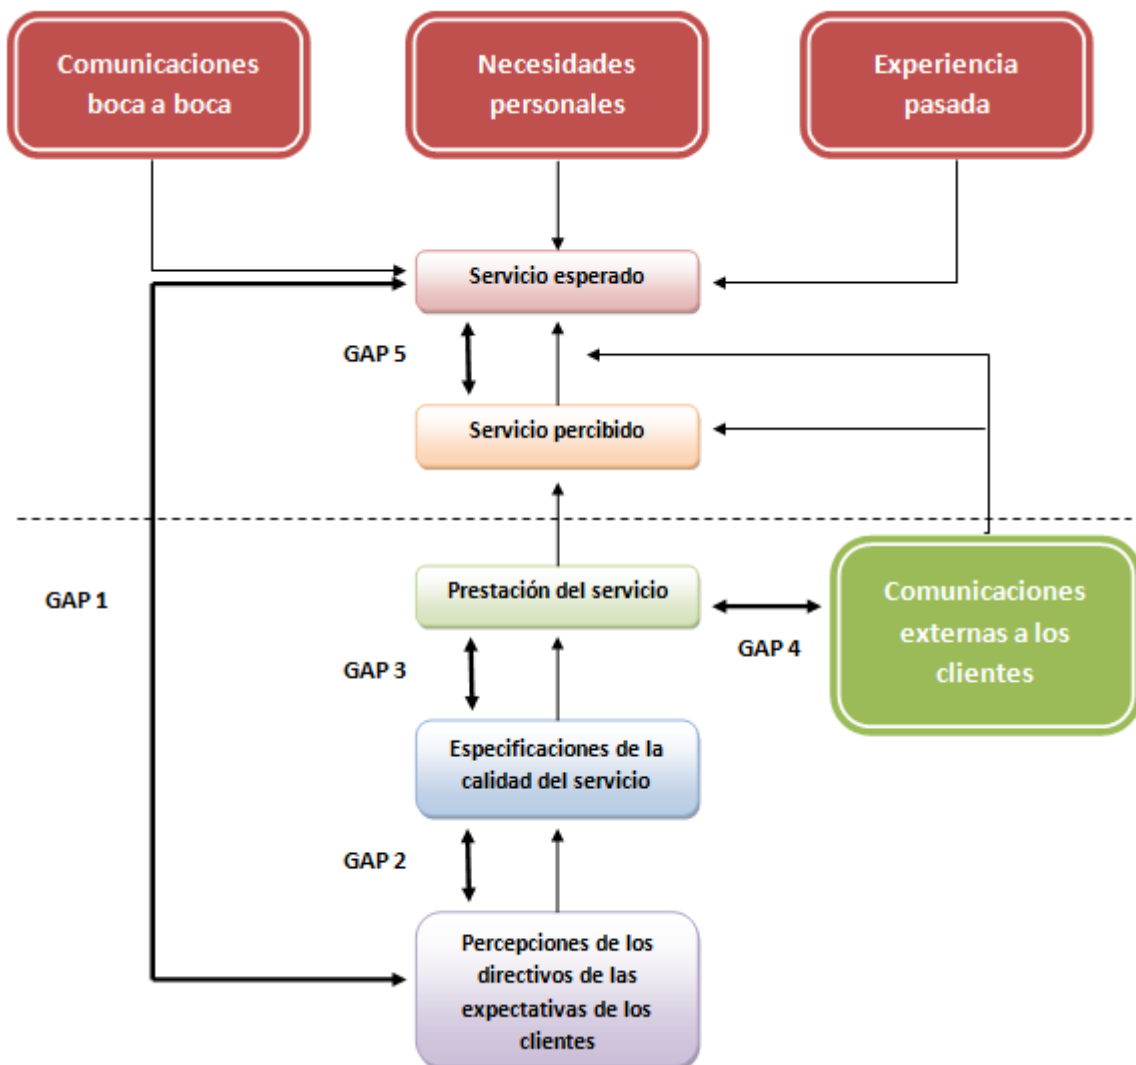 Comunicaciones
boca a boca
Necesidades
personales
Experiencia
pasada
Servicio esperado
GAP 5
Servicio percibido
GAP 1
Prestación del servicio
GAP 4
Comunicaciones
externas a los
clientes
GAP 3
Especificaciones de la
calidad del servicio
GAP 2
Percepciones de los
directivos de las
expectativas de los
clientes